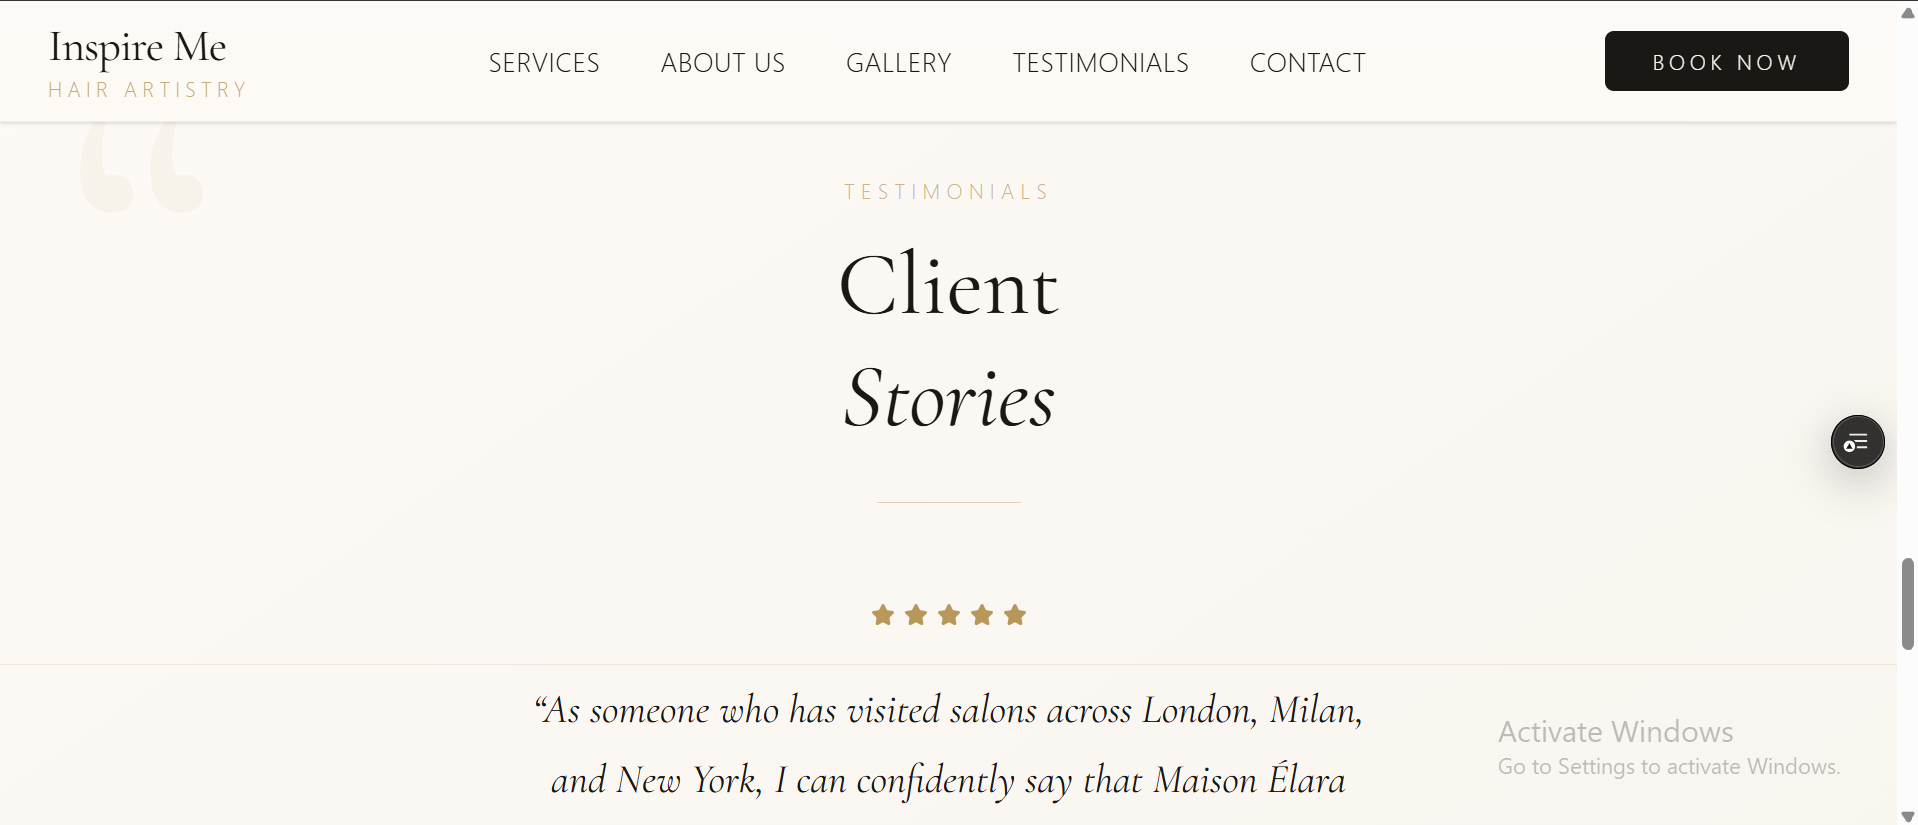 Inspire Me
HAIR ARTISTRY
SERVICES ABOUT US GALLERY TESTIMONIALS CONTACT
BOOK NOW
“
TESTIMONIALS
Client
Stories
“As someone who has visited salons across London, Milan,
and New York, I can confidently say that Maison Élara
Activate Windows
Go to Settings to activate Windows.